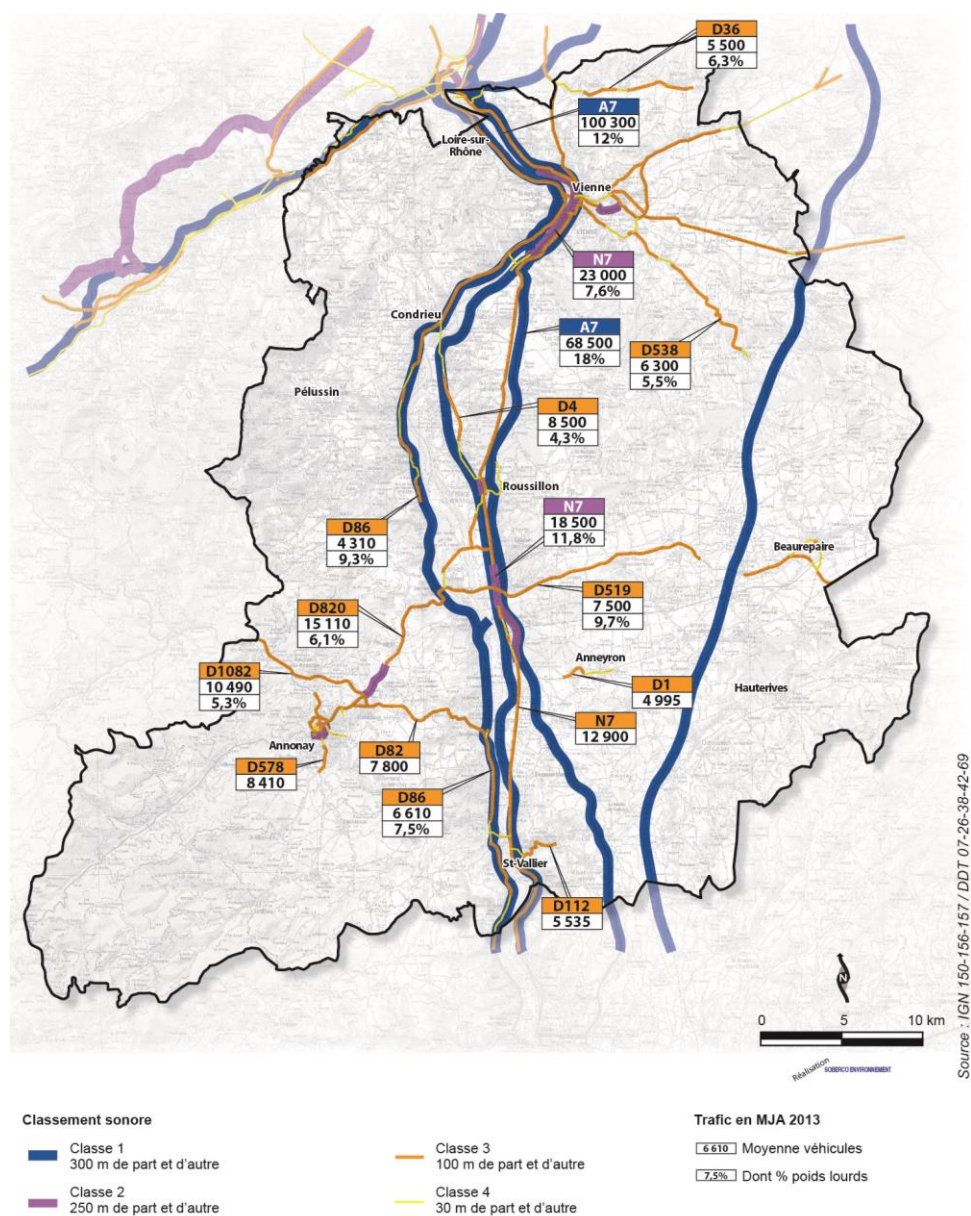 D36
5 500
6,3%
A7
100 300
12%
Loire-sur-
Rhône
Vienne
N7
23 000
7,6%
Condrieu
A7
68 500
18%
D538
6 300
5,5%
Pélussin
D4
8 500
4,3%
Roussillon
N7
18 500
11,8%
D86
4 310
9,3%
Beaurepaire
D519
7 500
9,7%
D820
15 110
6,1%
Anneyron
D1082
10 490
5,3%
D1
4 995
Hauterives
N7
12 900
Annonay
D82
7 800
D578
8 410
D86
6 610
7,5%
St-Vallier
D112
5 535
N
0 5 10 km
Réalisation SOBERCO ENVIRONNEMENT
Source : IGN 150-156-157 / DDT 07-26-38-42-69
Classement sonore
Classe 1
300 m de part et d'autre
Classe 2
250 m de part et d'autre
Classe 3
100 m de part et d'autre
Classe 4
30 m de part et d'autre
Trafic en MJA 2013
6 610 Moyenne véhicules
7,5% Dont % poids lourds